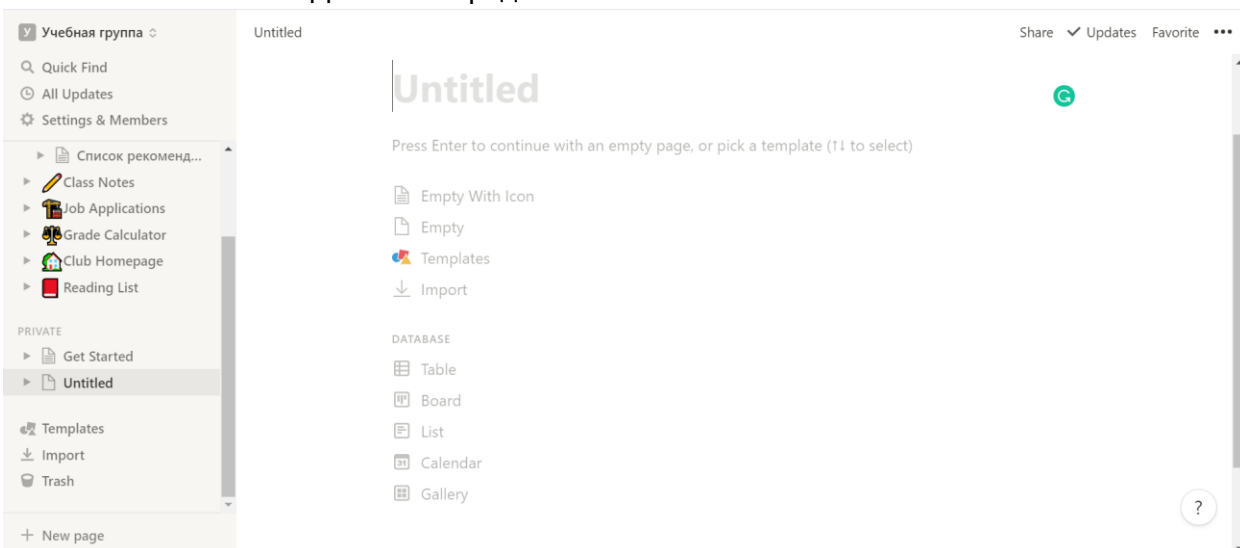 У Учебная группа
Quick Find
All Updates
Settings & Members
Список рекоменд...
Class Notes
Job Applications
Grade Calculator
Club Homepage
Reading List
PRIVATE
Get Started
Untitled
Templates
Import
Trash
+ New page
Untitled
Share ✓ Updates Favorite •••
Untitled
Press Enter to continue with an empty page, or pick a template (↑↓ to select)
Empty With Icon
Empty
Templates
Import
DATABASE
Table
Board
List
31 Calendar
Gallery
?